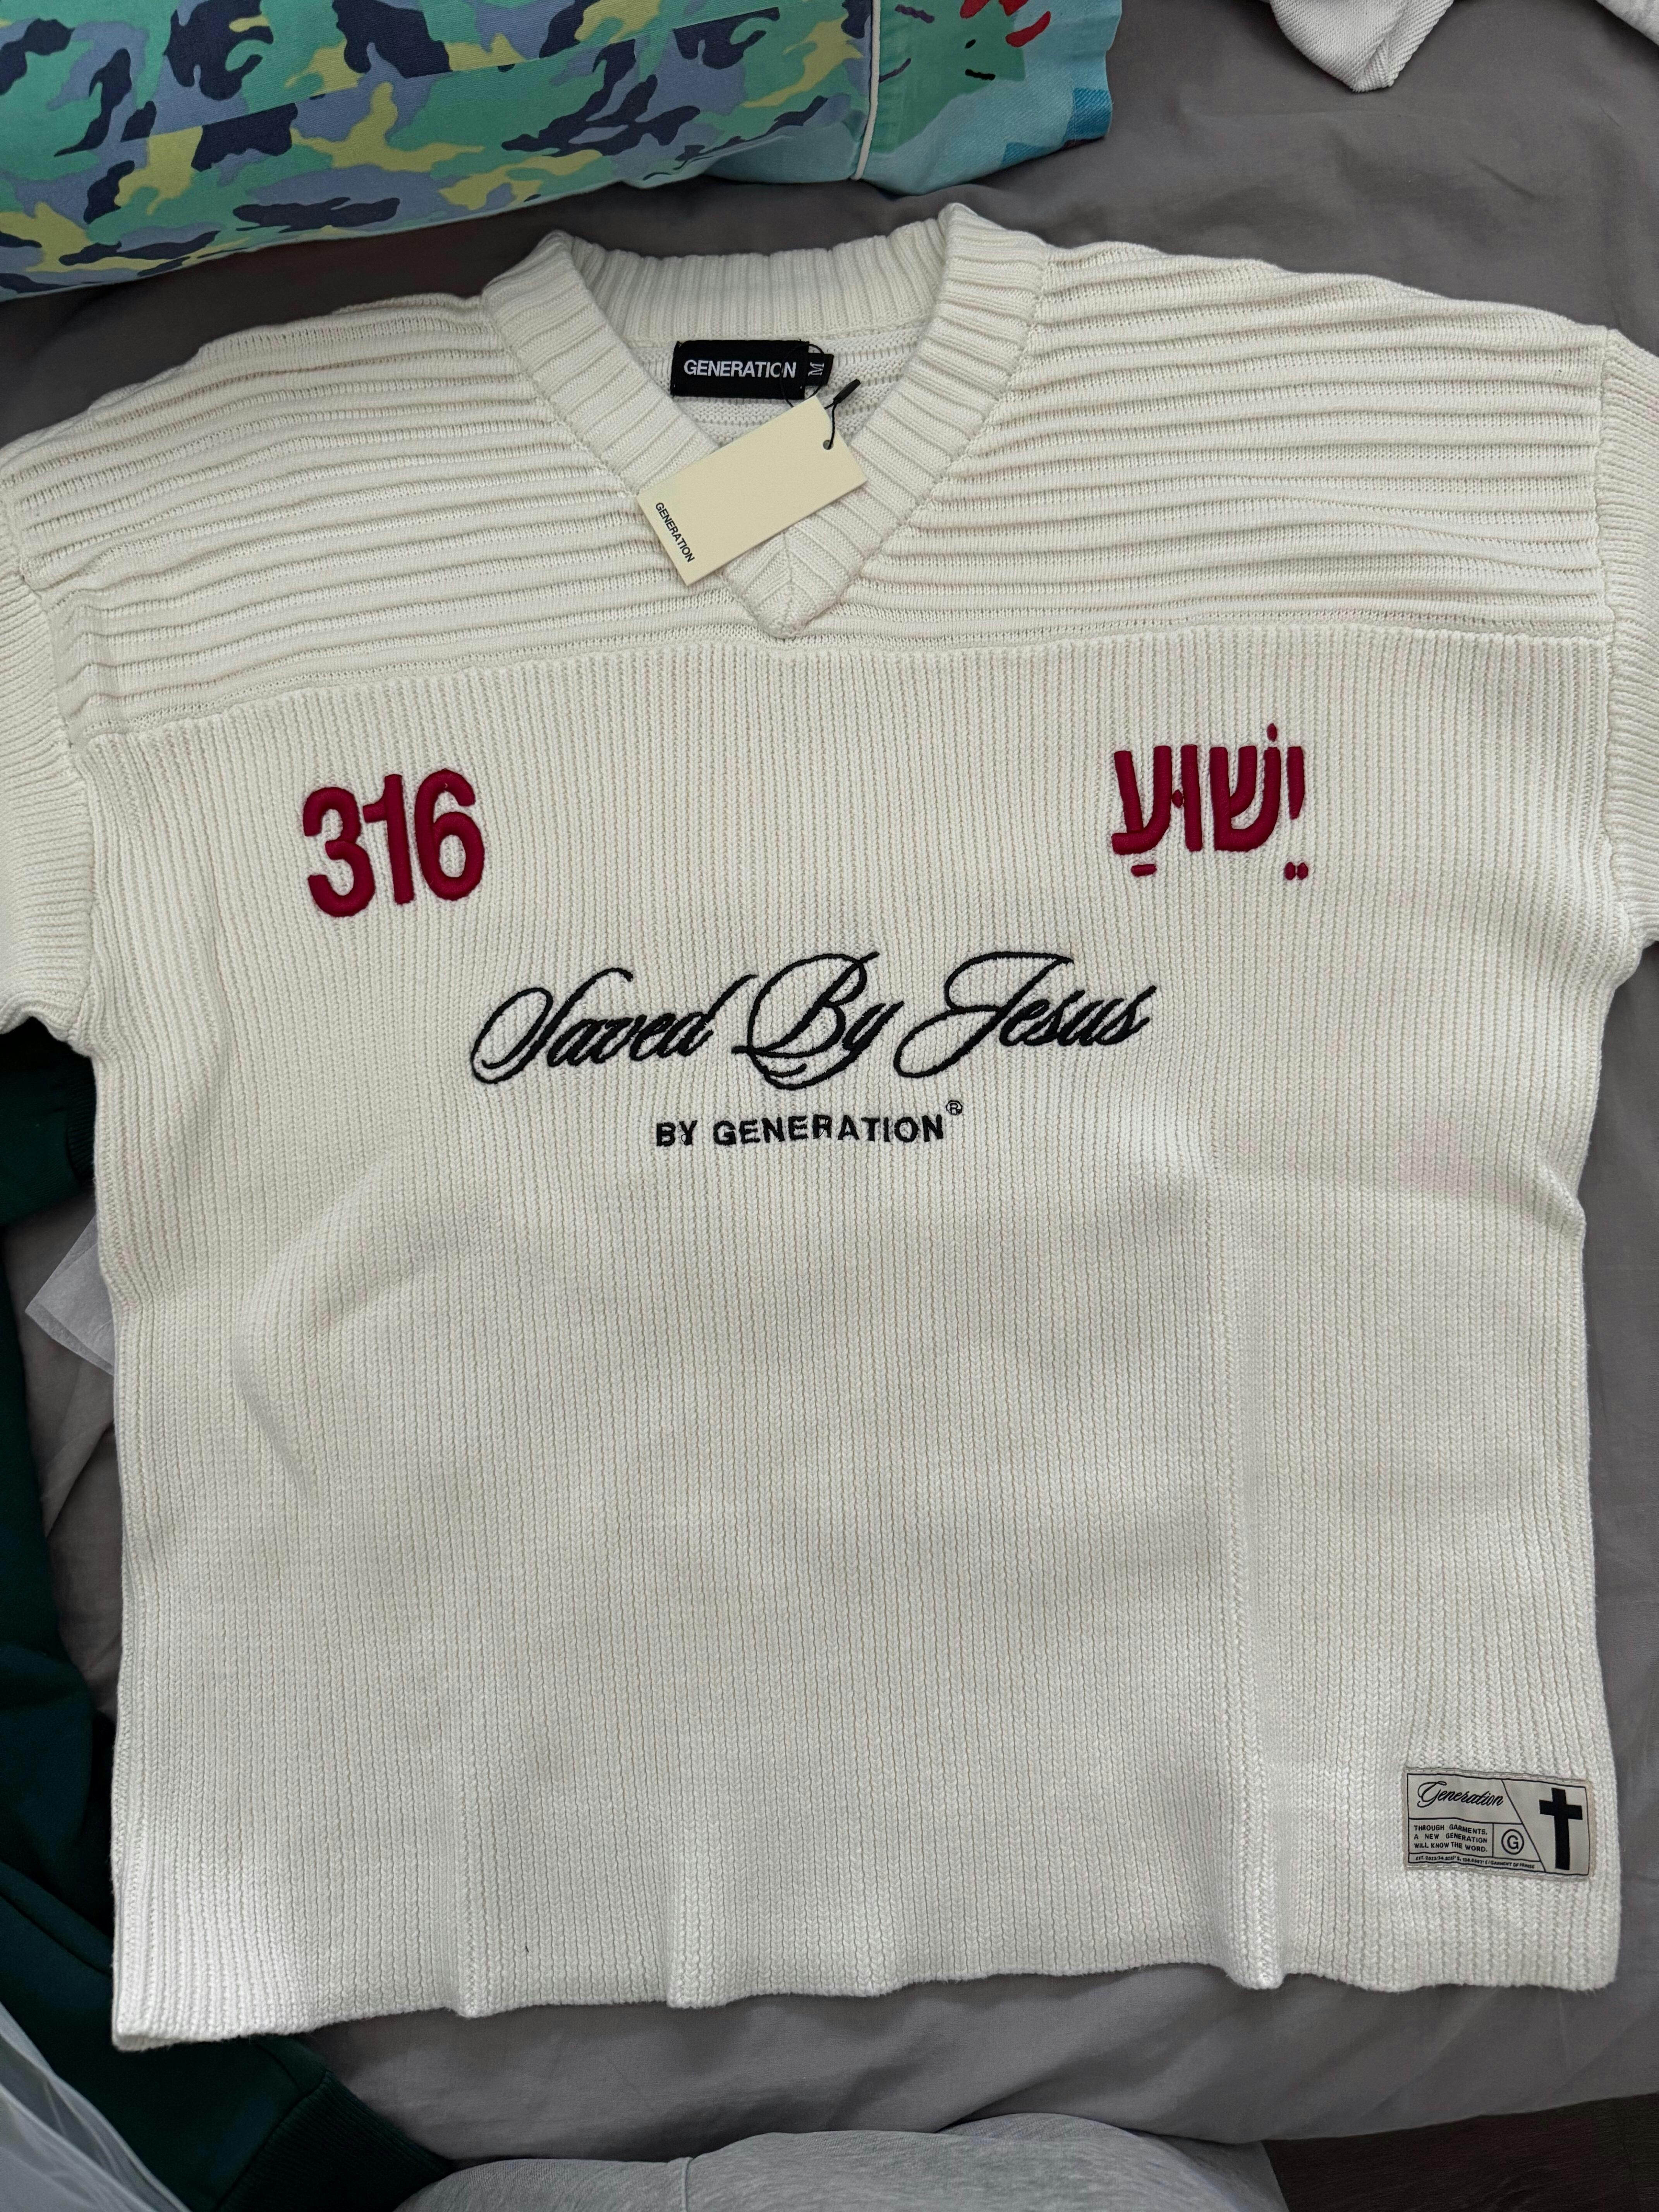 GENERATION
M
GENERATION
316
יֵשׁוּעַ
Saved By Jesus
BY GENERATION®
Generation
THROUGH GARMENTS,
A NEW GENERATION
WILL KNOW THE WORD.
G